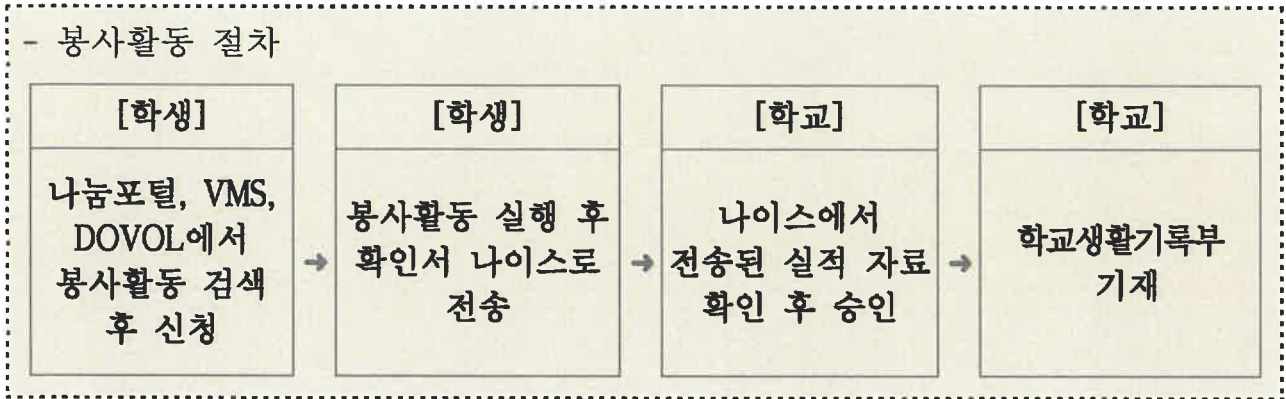 - 봉사활동 절차
[학생]
나눔포털, VMS,
DOVOL에서
봉사활동 검색
후 신청
→
[학생]
봉사활동 실행 후
확인서 나이스로
전송
→
[학교]
나이스에서
전송된 실적 자료
확인 후 승인
→
[학교]
학교생활기록부
기재